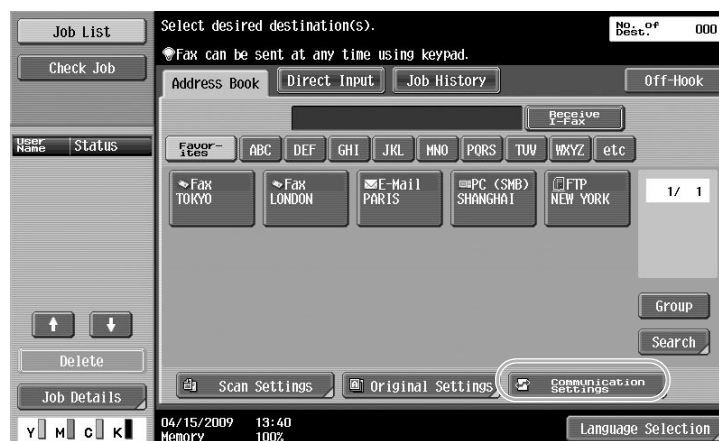 Job List
Check Job
User Name
Status
Delete
Job Details
Y M C K
Select desired destination(s).
No. of Dest. 000
Fax can be sent at any time using keypad.
Address Book
Direct Input
Job History
Off-Hook
Receive I-Fax
Favor-ites
ABC
DEF
GHI
JKL
MNO
PQRS
TUV
WXYZ
etc
Fax
TOKYO
Fax
LONDON
E-Mail
PARIS
PC (SMB)
SHANGHAI
FTP
NEW YORK
1/ 1
Group
Search
Scan Settings
Original Settings
Communication Settings
04/15/2009 13:40
Memory 100%
Language Selection